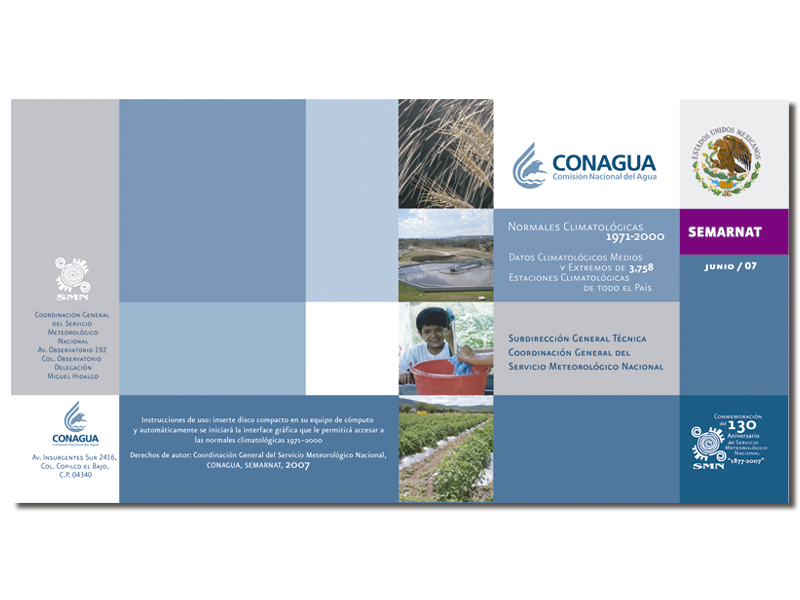 SMN
Coordinación General
del Servicio
Meteorológico
Nacional
Av. Observatorio 192
Col. Observatorio
Delegación
Miguel Hidalgo
CONAGUA
Comisión Nacional del Agua
Av. Insurgentes Sur 2416,
Col. Copilco el Bajo,
C.P. 04340
Instrucciones de uso: inserte disco compacto en su equipo de cómputo
y automáticamente se iniciará la interface gráfica que le permitirá accesar a
las normales climatológicas 1971–2000
Derechos de autor: Coordinación General del Servicio Meteorológico Nacional,
CONAGUA, SEMARNAT, 2007
CONAGUA
Comisión Nacional del Agua
Normales Climatológicas
1971-2000
Datos Climatológicos Medios
y Extremos de 3,758
Estaciones Climatológicas
de todo el País
Subdirección General Técnica
Coordinación General del
Servicio Meteorológico Nacional
ESTADOS UNIDOS MEXICANOS
SEMARNAT
JUNIO / 07
Conmemoración
del 130
Aniversario
del Servicio
Meteorológico
Nacional
"1877-2007"
SMN